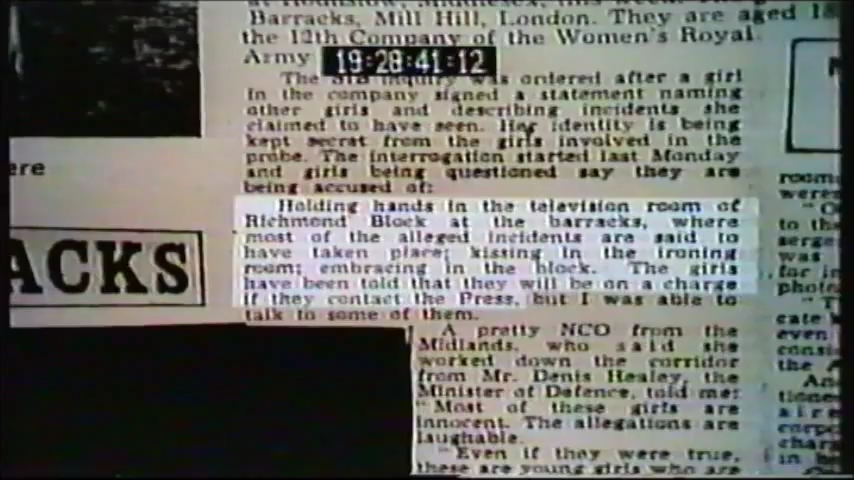 Barracks, Mill Hill, London. They are aged 18
the 12th Company of the Women's Royal
Army
19:28:41:12
The SIB inquiry was ordered after a girl
in the company signed a statement naming
other girls and describing incidents she
claimed to have seen. Her identity is being
kept secret from the girls involved in the
probe. The interrogation started last Monday
and girls being questioned say they are
being accused of:
Holding hands in the television room of
Richmond Block at the barracks, where
most of the alleged incidents are said to
have taken place; kissing in the ironing
room; embracing in the block. The girls
have been told that they will be on a charge
if they contact the Press, but I was able to
talk to some of them.
A pretty NCO from the
Midlands, who said she
worked down the corridor
from Mr. Denis Healey, the
Minister of Defence, told me:
"Most of these girls are
innocent. The allegations are
laughable.
"Even if they were true,
these are young girls who are
ere
ACKS
room
were
to the
serge
was
for in
photo
"T
cate
even
consi
the A
An
tione
aire
corpo
char
in b